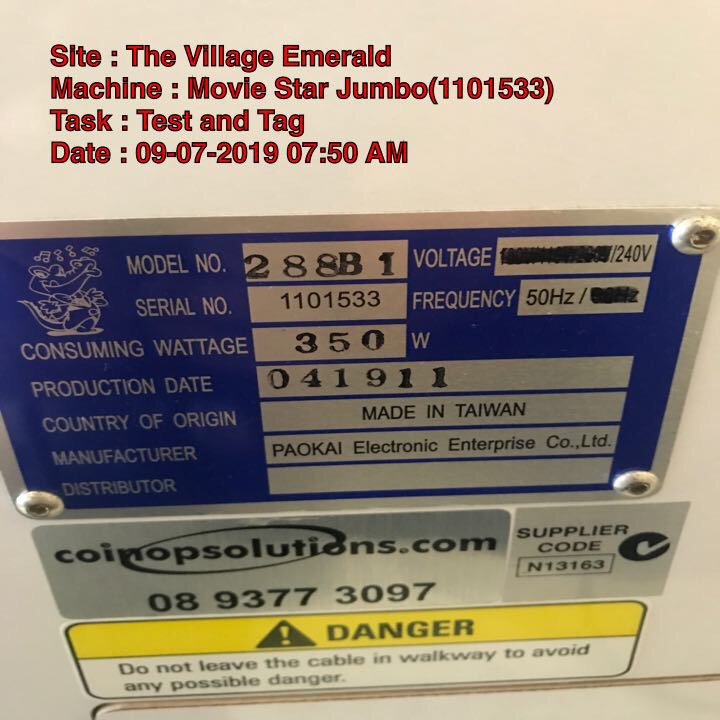 Site : The Village Emerald
Machine : Movie Star Jumbo(1101533)
Task : Test and Tag
Date : 09-07-2019 07:50 AM
MODEL NO. 288B1 VOLTAGE /240V
SERIAL NO. 1101533 FREQUENCY 50Hz /
CONSUMING WATTAGE 350 W
PRODUCTION DATE 041911
COUNTRY OF ORIGIN MADE IN TAIWAN
MANUFACTURER PAOKAI Electronic Enterprise Co.,Ltd.
DISTRIBUTOR
coinopsolutions.com
08 9377 3097
SUPPLIER
CODE
N13163
DANGER
Do not leave the cable in walkway to avoid
any possible danger.